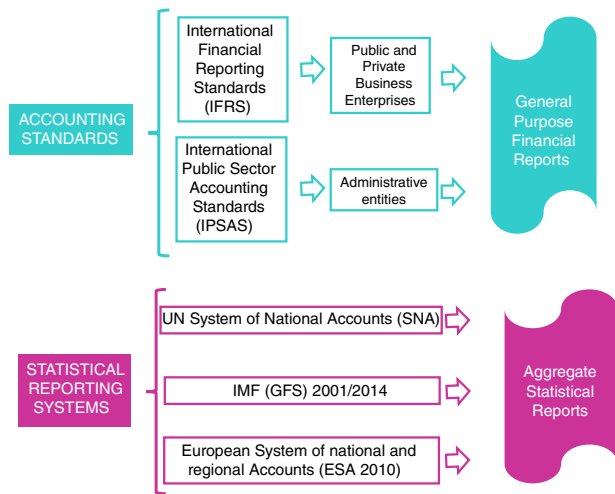 ACCOUNTING
STANDARDS
International
Financial
Reporting
Standards
(IFRS)
Public and
Private
Business
Enterprises
General
Purpose
Financial
Reports
International
Public Sector
Accounting
Standards
(IPSAS)
Administrative
entities
STATISTICAL
REPORTING
SYSTEMS
UN System of National Accounts (SNA)
IMF (GFS) 2001/2014
European System of national and
regional Accounts (ESA 2010)
Aggregate
Statistical
Reports